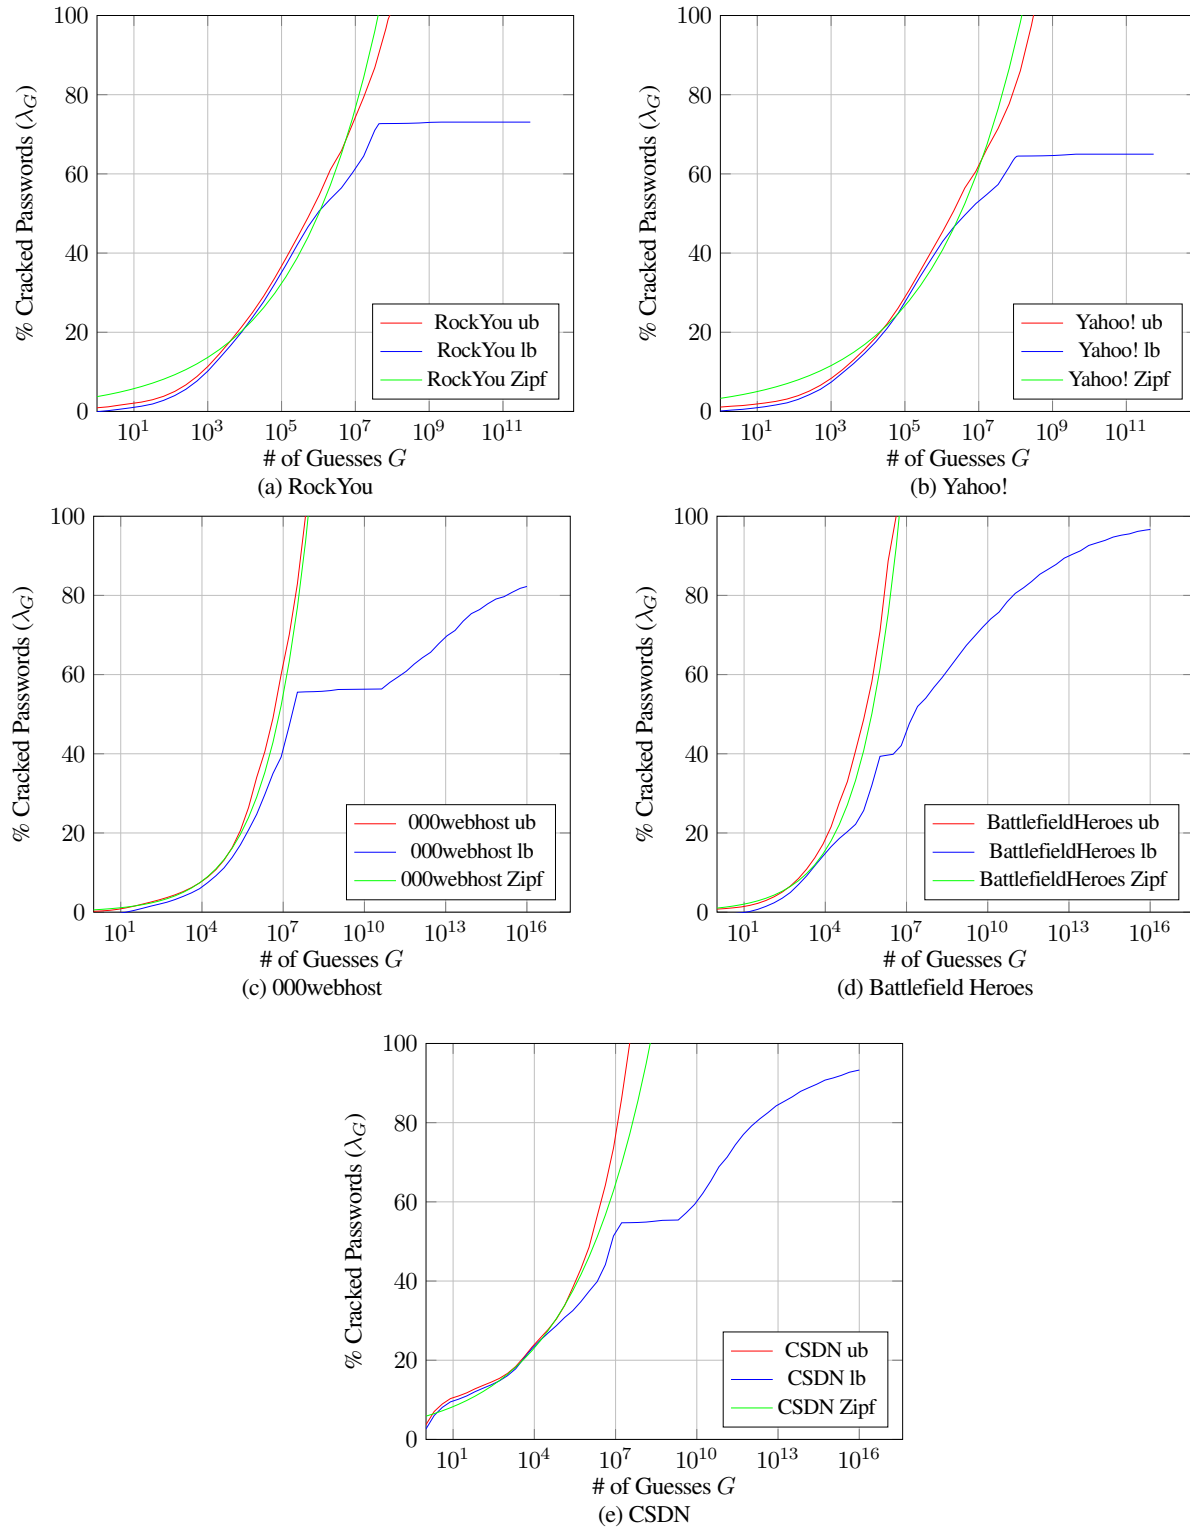 100
80
60
40
20
0
% Cracked Passwords (λ_G)
RockYou ub
RockYou lb
RockYou Zipf
10^1 10^3 10^5 10^7 10^9 10^11
# of Guesses G
(a) RockYou
100
80
60
40
20
0
% Cracked Passwords (λ_G)
Yahoo! ub
Yahoo! lb
Yahoo! Zipf
10^1 10^3 10^5 10^7 10^9 10^11
# of Guesses G
(b) Yahoo!
100
80
60
40
20
0
% Cracked Passwords (λ_G)
000webhost ub
000webhost lb
000webhost Zipf
10^1 10^4 10^7 10^10 10^13 10^16
# of Guesses G
(c) 000webhost
100
80
60
40
20
0
% Cracked Passwords (λ_G)
BattlefieldHeroes ub
BattlefieldHeroes lb
BattlefieldHeroes Zipf
10^1 10^4 10^7 10^10 10^13 10^16
# of Guesses G
(d) Battlefield Heroes
100
80
60
40
20
0
% Cracked Passwords (λ_G)
CSDN ub
CSDN lb
CSDN Zipf
10^1 10^4 10^7 10^10 10^13 10^16
# of Guesses G
(e) CSDN